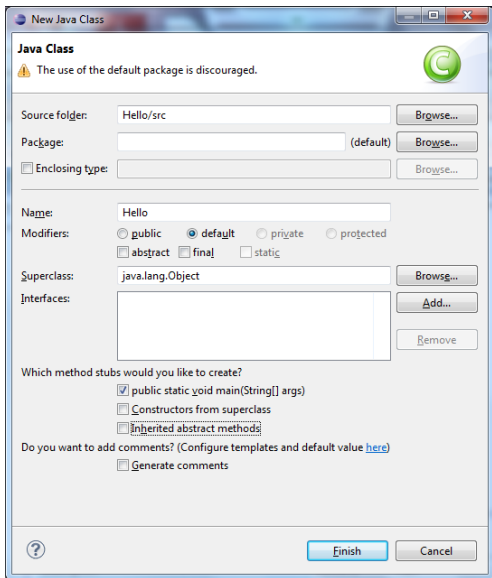 New Java Class
Java Class
The use of the default package is discouraged.
C
Source folder: Hello/src Browse...
Package: (default) Browse...
Enclosing type: Browse...
Name: Hello
Modifiers: public default private protected
abstract final static
Superclass: java.lang.Object Browse...
Interfaces: Add...
Remove
Which method stubs would you like to create?
public static void main(String[] args)
Constructors from superclass
Inherited abstract methods
Do you want to add comments? (Configure templates and default value here)
Generate comments
? Finish Cancel